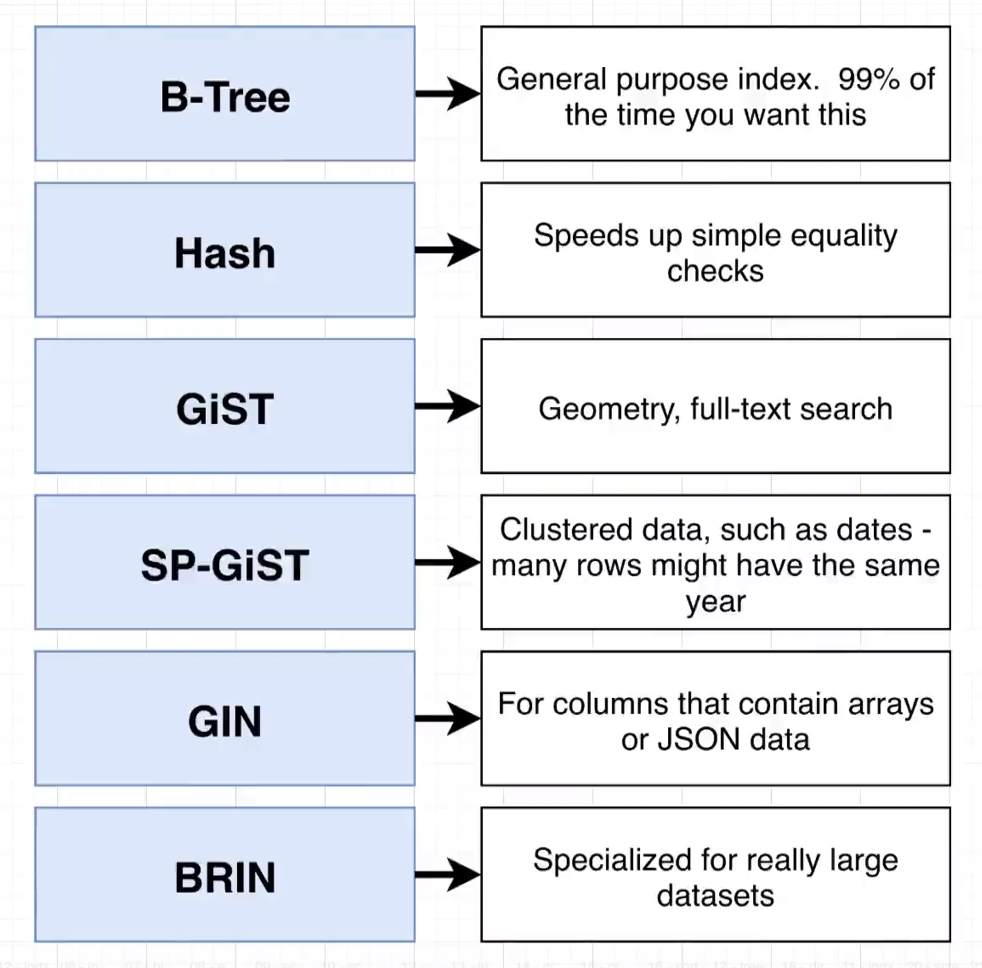 B-Tree
General purpose index.  99% of
the time you want this
Hash
Speeds up simple equality
checks
GiST
Geometry, full-text search
SP-GiST
Clustered data, such as dates -
many rows might have the same
year
GIN
For columns that contain arrays
or JSON data
BRIN
Specialized for really large
datasets